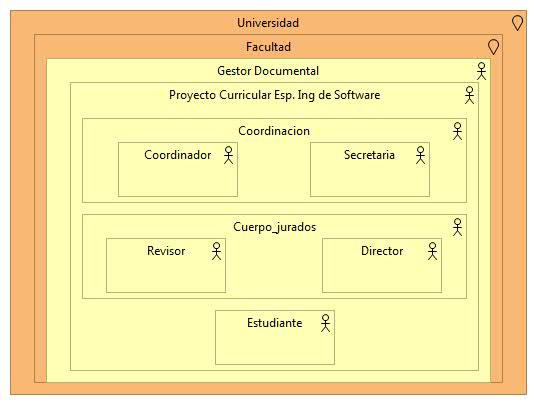 Universidad
Facultad
Gestor Documental
Proyecto Curricular Esp. Ing de Software
Coordinacion
Coordinador
Secretaria
Cuerpo_jurados
Revisor
Director
Estudiante